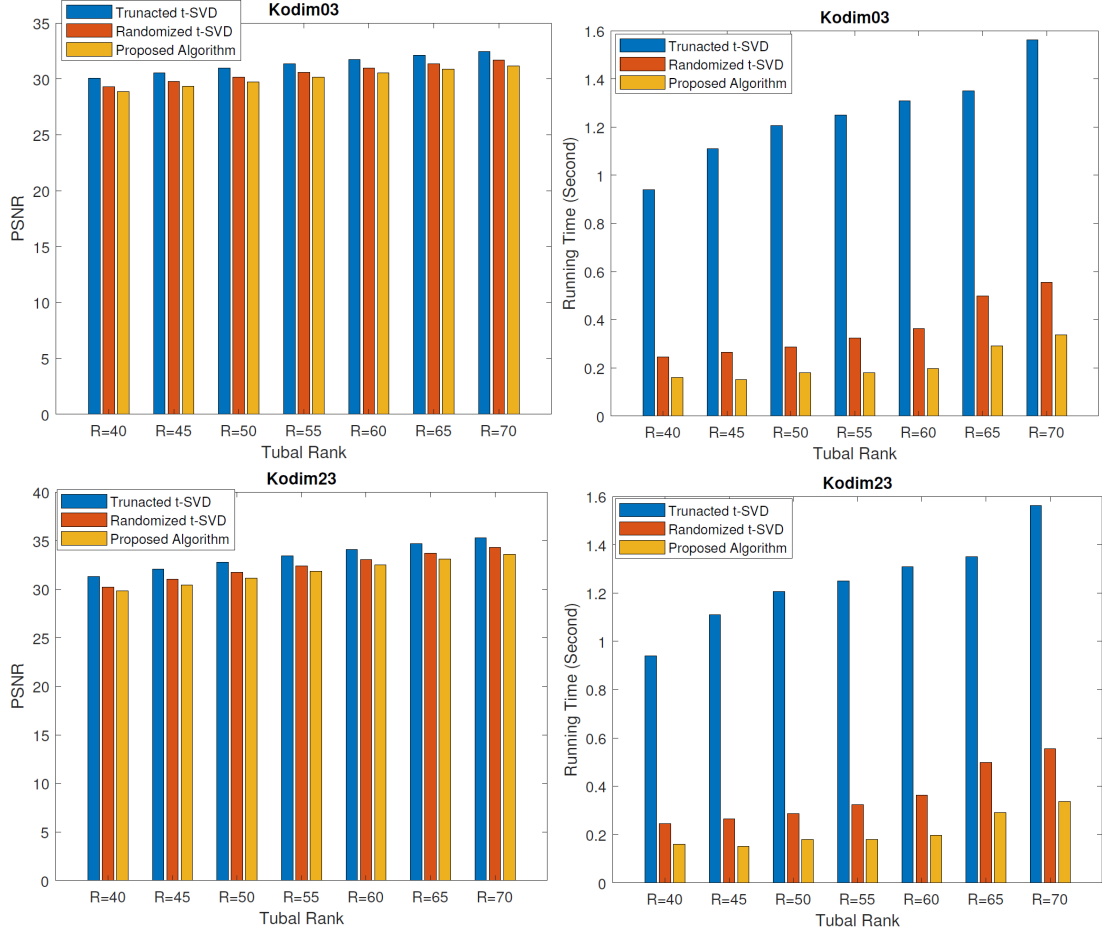 Kodim03
Trunacted t-SVD
Randomized t-SVD
Proposed Algorithm
35
30
25
20
15
10
5
0
PSNR
R=40 R=45 R=50 R=55 R=60 R=65 R=70
Tubal Rank
Kodim03
Trunacted t-SVD
Randomized t-SVD
Proposed Algorithm
1.6
1.4
1.2
1
0.8
0.6
0.4
0.2
0
Running Time (Second)
R=40 R=45 R=50 R=55 R=60 R=65 R=70
Tubal Rank
Kodim23
Trunacted t-SVD
Randomized t-SVD
Proposed Algorithm
40
35
30
25
20
15
10
5
0
PSNR
R=40 R=45 R=50 R=55 R=60 R=65 R=70
Tubal Rank
Kodim23
Trunacted t-SVD
Randomized t-SVD
Proposed Algorithm
1.6
1.4
1.2
1
0.8
0.6
0.4
0.2
0
Running Time (Second)
R=40 R=45 R=50 R=55 R=60 R=65 R=70
Tubal Rank